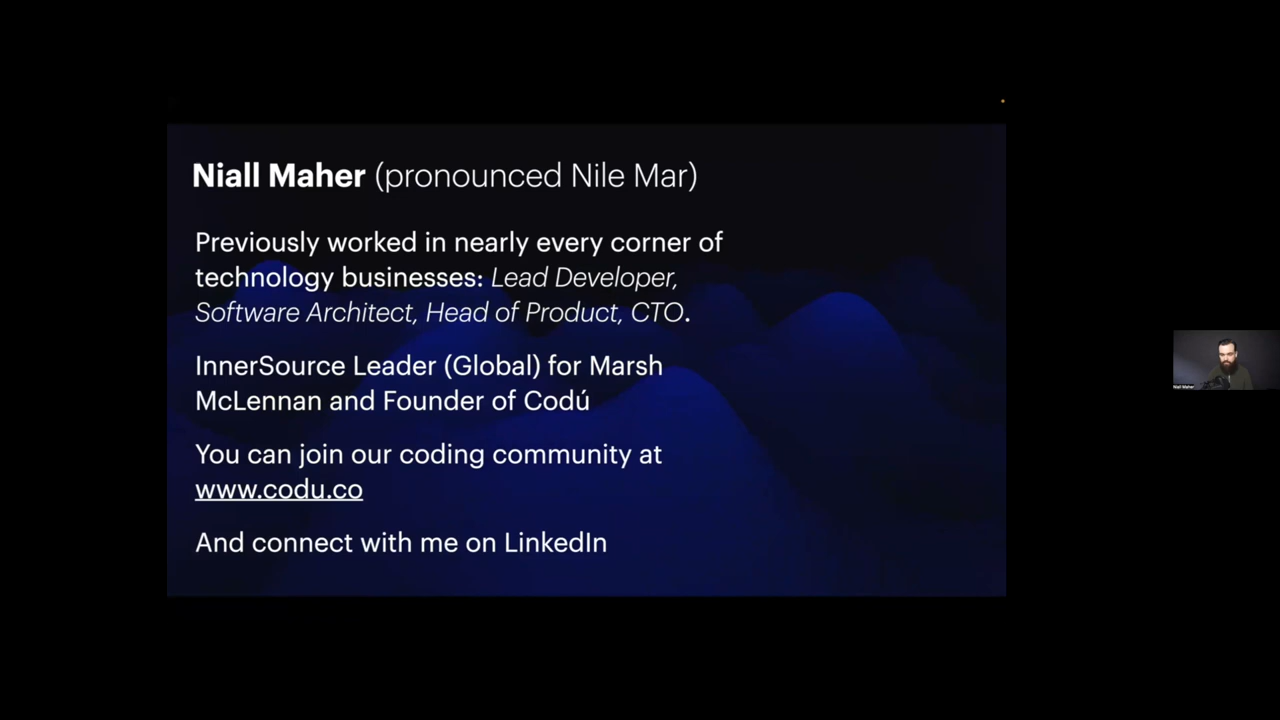 Niall Maher (pronounced Nile Mar)
Previously worked in nearly every corner of
technology businesses: Lead Developer,
Software Architect, Head of Product, CTO.
InnerSource Leader (Global) for Marsh
McLennan and Founder of Codú
You can join our coding community at
www.codu.co
And connect with me on LinkedIn
Niall Maher